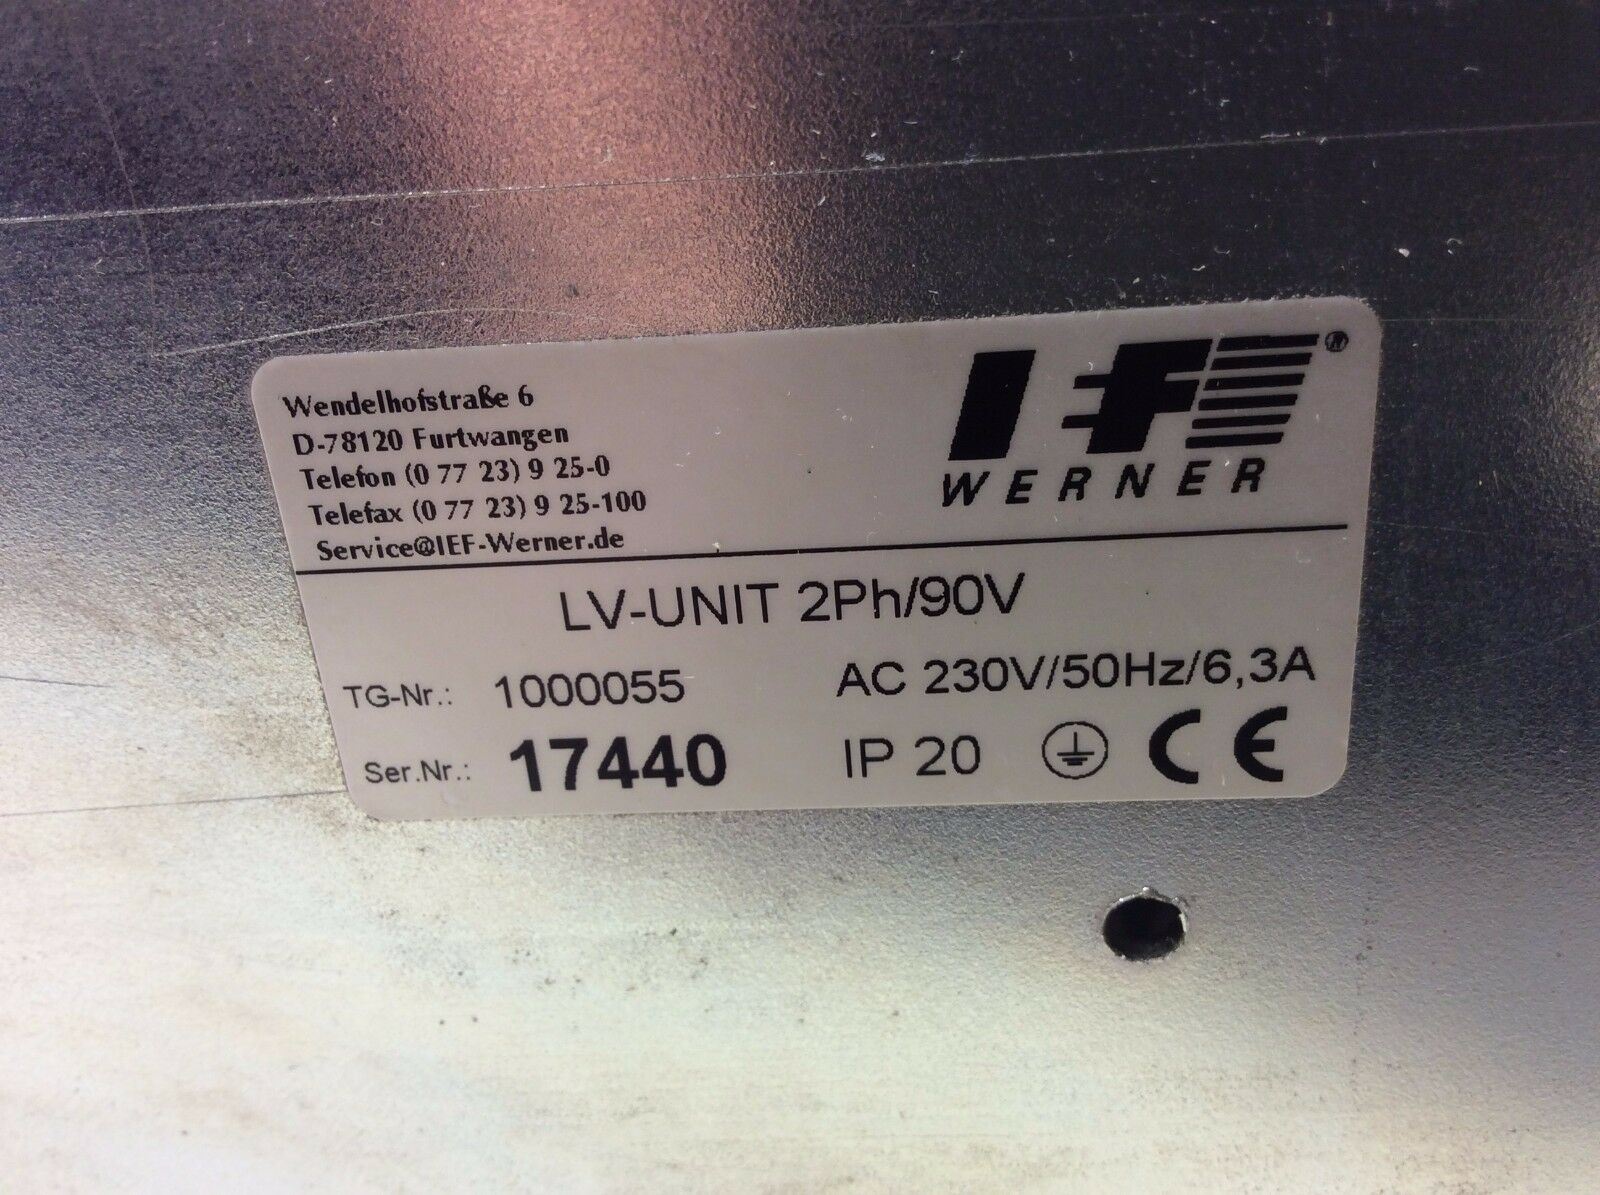 Wendelhofstraße 6
D-78120 Furtwangen
Telefon (0 77 23) 9 25-0
Telefax (0 77 23) 9 25-100
Service@IEF-Werner.de
IEF®
WERNER
LV-UNIT 2Ph/90V
TG-Nr.: 1000055 AC 230V/50Hz/6,3A
Ser.Nr.: 17440 IP 20 CE